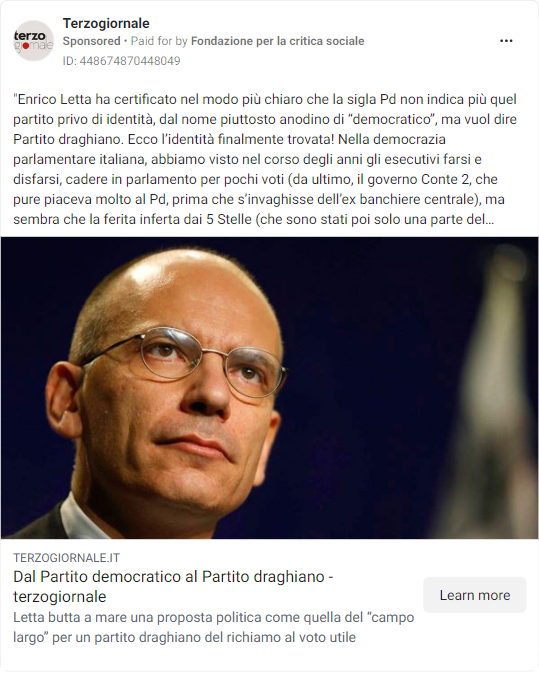 Terzogiornale
Sponsored • Paid for by Fondazione per la critica sociale
ID: 448674870448049
terzo
giornale
"Enrico Letta ha certificato nel modo più chiaro che la sigla Pd non indica più quel
partito privo di identità, dal nome piuttosto anodino di “democratico”, ma vuol dire
Partito draghiano. Ecco l’identità finalmente trovata! Nella democrazia
parlamentare italiana, abbiamo visto nel corso degli anni gli esecutivi farsi e
disfarsi, cadere in parlamento per pochi voti (da ultimo, il governo Conte 2, che
pure piaceva molto al Pd, prima che s’invaghisse dell’ex banchiere centrale), ma
sembra che la ferita inferta dai 5 Stelle (che sono stati poi solo una parte del…
TERZOGIORNALE.IT
Dal Partito democratico al Partito draghiano -
terzogiornale
Letta butta a mare una proposta politica come quella del “campo
largo” per un partito draghiano del richiamo al voto utile
Learn more